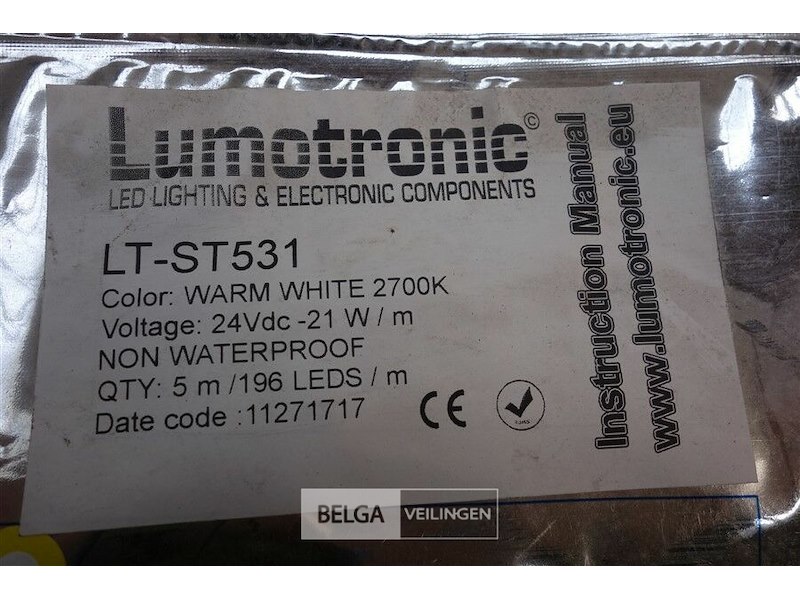 Lumotronic©
LED LIGHTING & ELECTRONIC COMPONENTS
LT-ST531
Color: WARM WHITE 2700K
Voltage: 24Vdc -21 W / m
NON WATERPROOF
QTY: 5 m /196 LEDS / m
Date code :11271717
CE
RoHS
Instruction Manual
www.lumotronic.eu
BELGA VEILINGEN